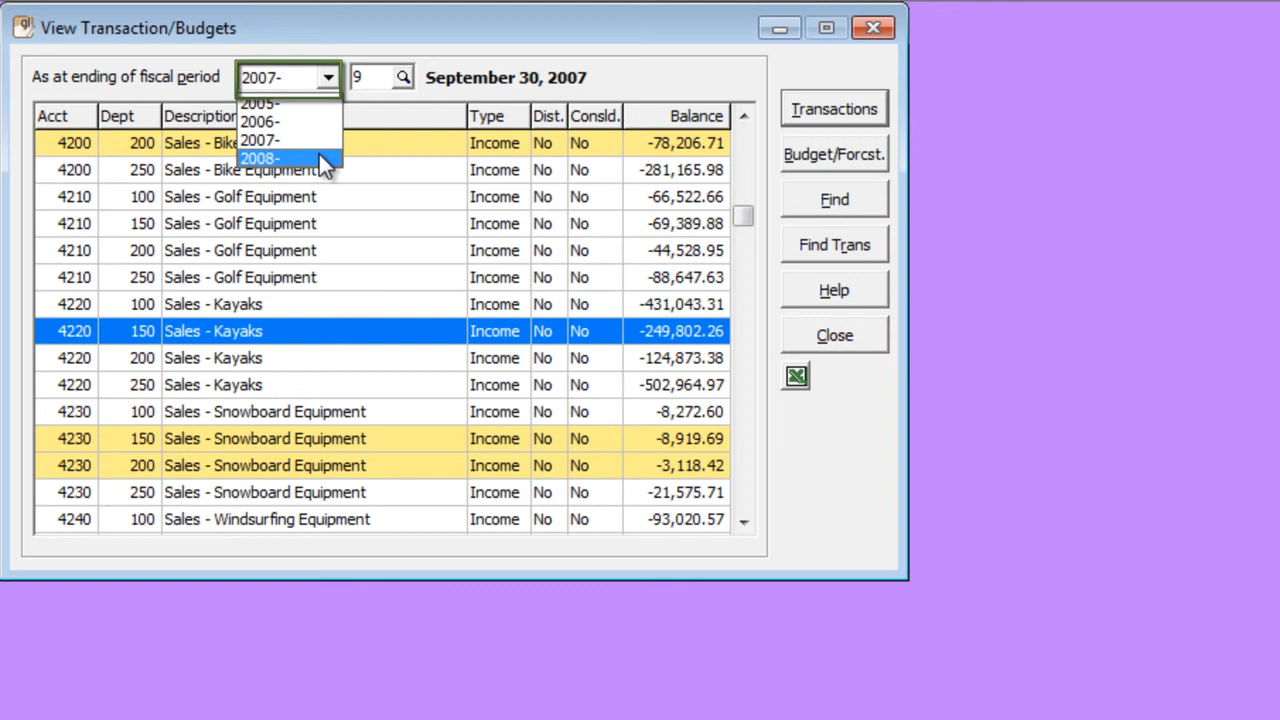 View Transaction/Budgets
As at ending of fiscal period 2007- 9 September 30, 2007
2005-
2006-
2007-
2008-
Acct Dept Description Type Income Dist. Consld. Balance
4200 200 Sales - Bike Income No No -78,206.71
4200 250 Sales - Bike Equipment Income No No -281,165.98
4210 100 Sales - Golf Equipment Income No No -66,522.66
4210 150 Sales - Golf Equipment Income No No -69,389.88
4210 200 Sales - Golf Equipment Income No No -44,528.95
4210 250 Sales - Golf Equipment Income No No -88,647.63
4220 100 Sales - Kayaks Income No No -431,043.31
4220 150 Sales - Kayaks Income No No -249,802.26
4220 200 Sales - Kayaks Income No No -124,873.38
4220 250 Sales - Kayaks Income No No -502,964.97
4230 100 Sales - Snowboard Equipment Income No No -8,272.60
4230 150 Sales - Snowboard Equipment Income No No -8,919.69
4230 200 Sales - Snowboard Equipment Income No No -3,118.42
4230 250 Sales - Snowboard Equipment Income No No -21,575.71
4240 100 Sales - Windsurfing Equipment Income No No -93,020.57
Transactions
Budget/Forcst.
Find
Find Trans
Help
Close